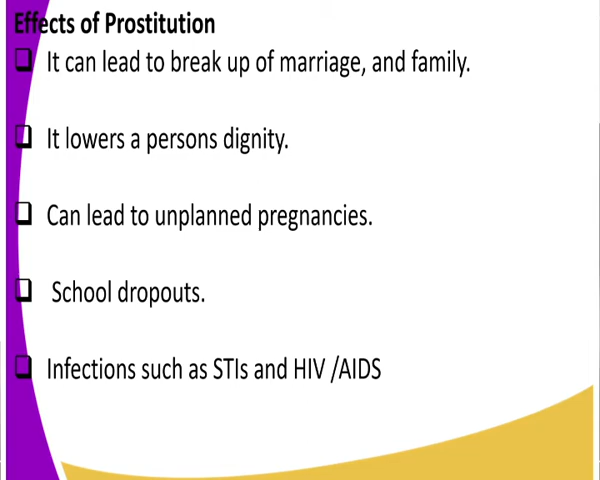 Effects of Prostitution
❑ It can lead to break up of marriage, and family.
❑ It lowers a persons dignity.
❑ Can lead to unplanned pregnancies.
❑ School dropouts.
❑ Infections such as STIs and HIV /AIDS